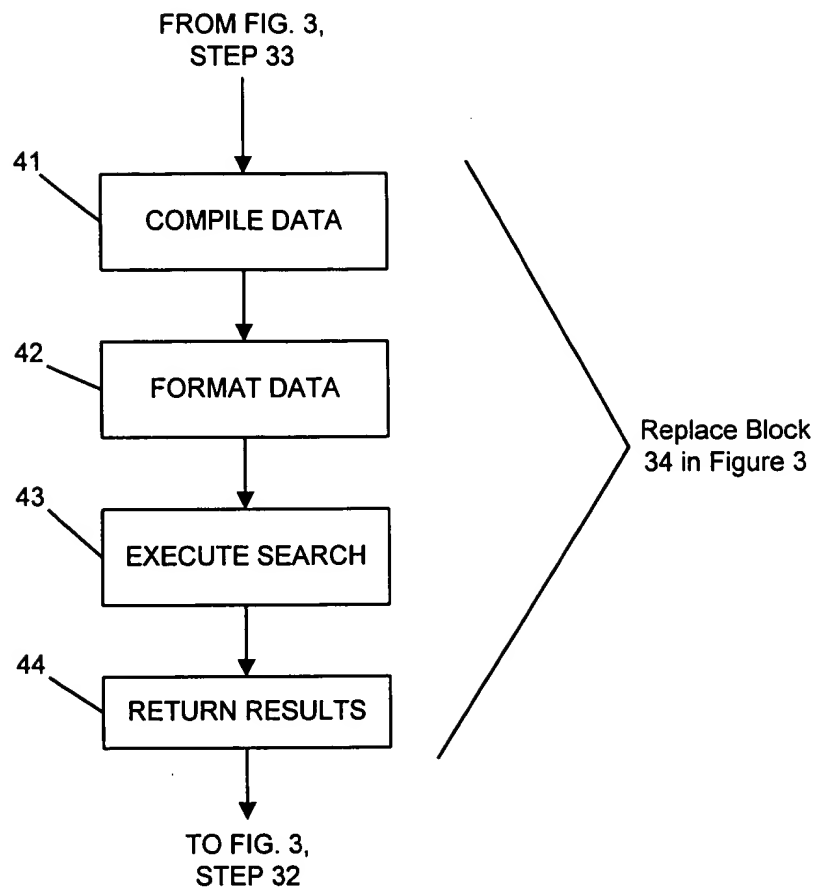 FROM FIG. 3,
STEP 33
41
COMPILE DATA
42
FORMAT DATA
43
EXECUTE SEARCH
44
RETURN RESULTS
Replace Block
34 in Figure 3
TO FIG. 3,
STEP 32